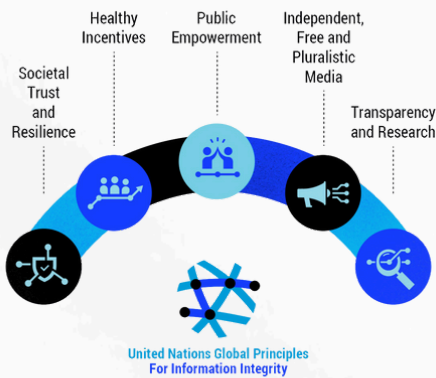 Societal
Trust
and
Resilience
Healthy
Incentives
Public
Empowerment
Independent,
Free and
Pluralistic
Media
Transparency
and Research
United Nations Global Principles
For Information Integrity